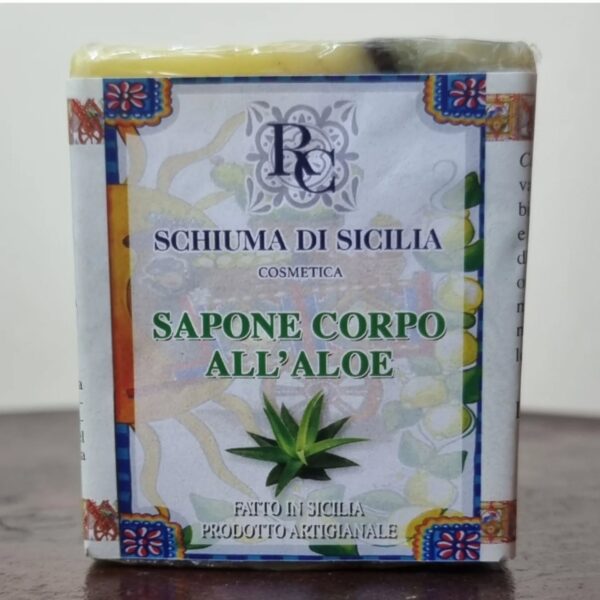 RC
SCHIUMA DI SICILIA
COSMETICA
SAPONE CORPO
ALL'ALOE
FATTO IN SICILIA
PRODOTTO ARTIGIANALE